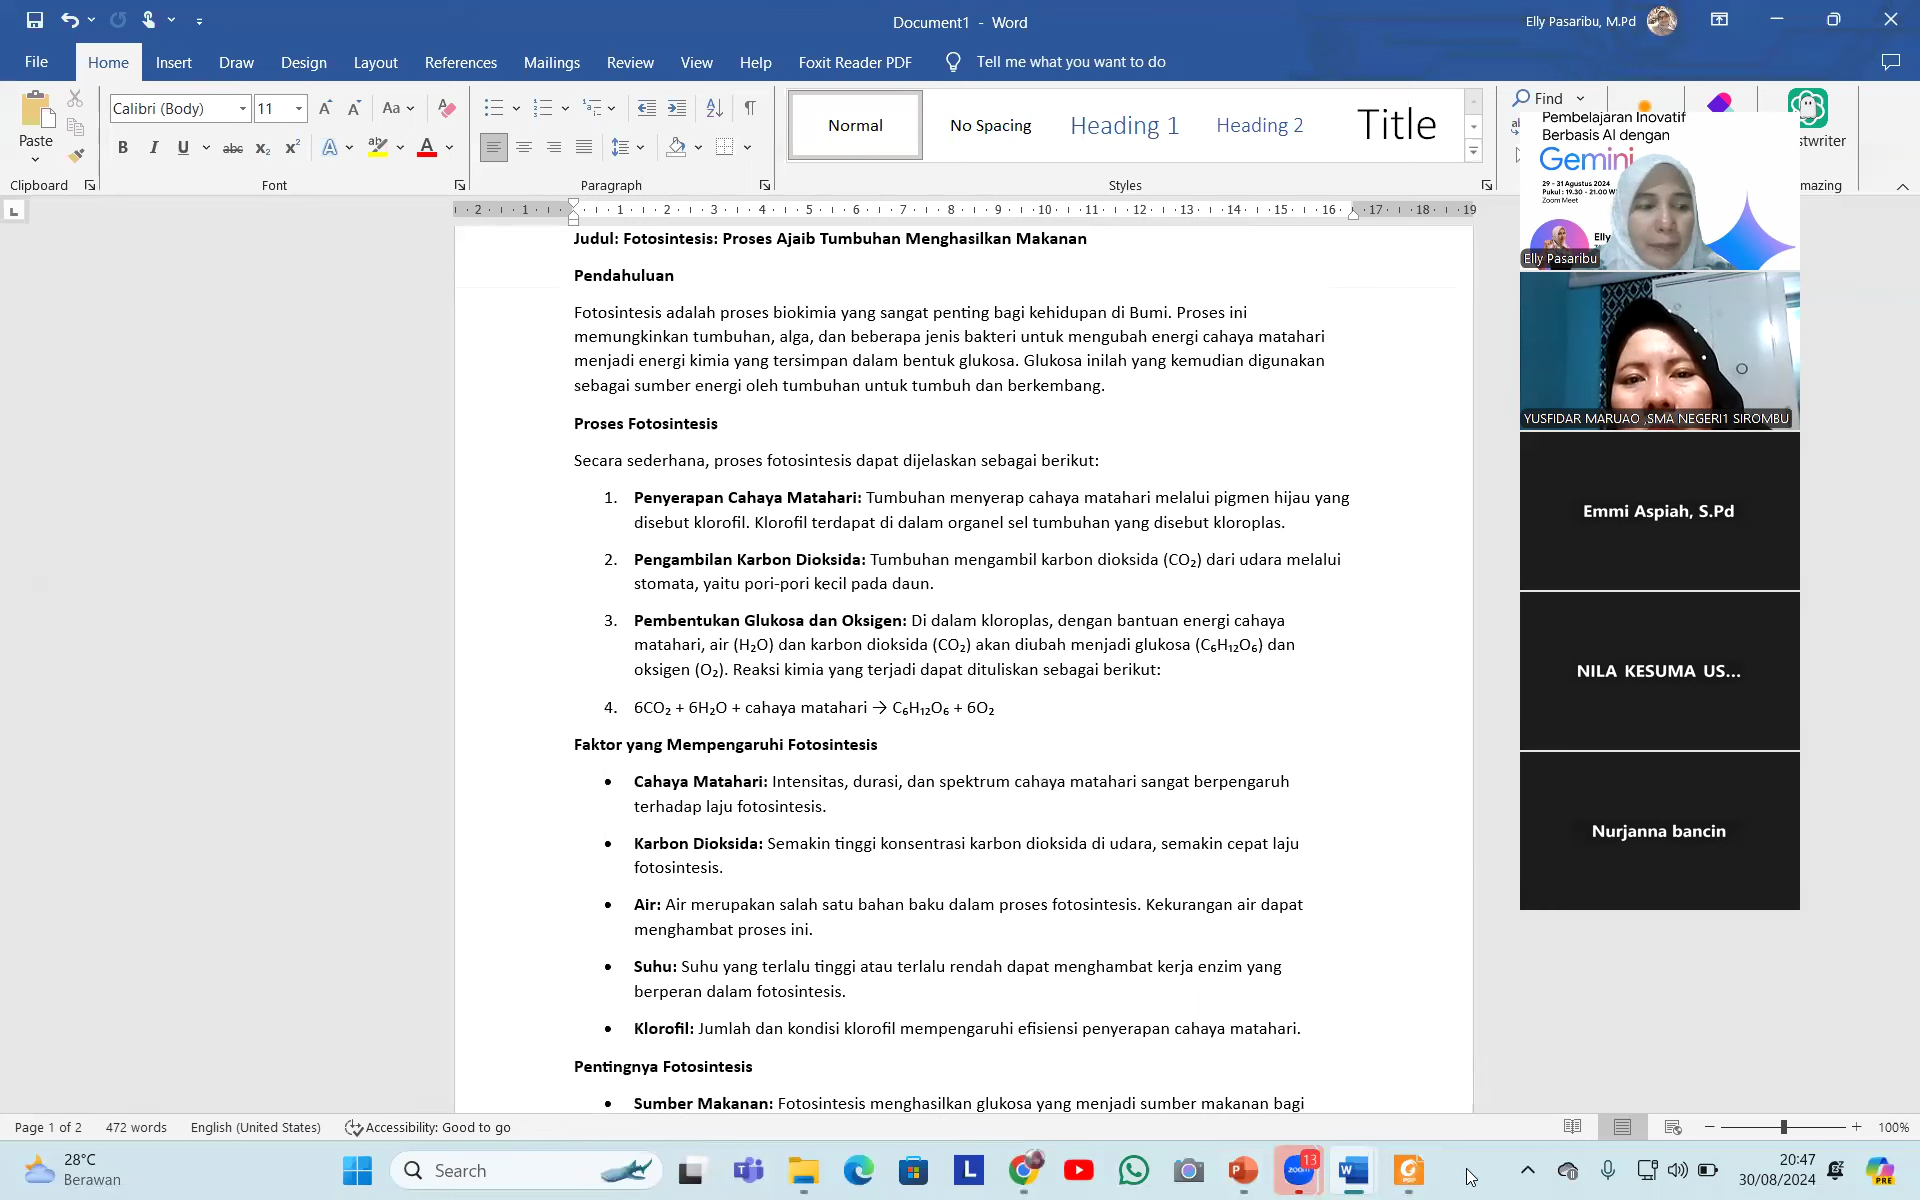 Document1 - Word
Elly Pasaribu, M.Pd
File Home Insert Draw Design Layout References Mailings Review View Help Foxit Reader PDF Tell me what you want to do
Calibri (Body) 11
Paste
Normal No Spacing Heading 1 Heading 2 Title
Find
Clipboard Font Paragraph Styles
Pembelajaran Inovatif
Berbasis AI dengan
Gemini
29 - 31 Agustus 2024
Pukul : 19.30 - 21.00 W
Zoom Meet
Elly
Elly Pasaribu
YUSFIDAR MARUAO ,SMA NEGERI1 SIROMBU
Emmi Aspiah, S.Pd
NILA KESUMA US...
Nurjanna bancin
Judul: Fotosintesis: Proses Ajaib Tumbuhan Menghasilkan Makanan
Pendahuluan
Fotosintesis adalah proses biokimia yang sangat penting bagi kehidupan di Bumi. Proses ini
memungkinkan tumbuhan, alga, dan beberapa jenis bakteri untuk mengubah energi cahaya matahari
menjadi energi kimia yang tersimpan dalam bentuk glukosa. Glukosa inilah yang kemudian digunakan
sebagai sumber energi oleh tumbuhan untuk tumbuh dan berkembang.
Proses Fotosintesis
Secara sederhana, proses fotosintesis dapat dijelaskan sebagai berikut:
1. Penyerapan Cahaya Matahari: Tumbuhan menyerap cahaya matahari melalui pigmen hijau yang
disebut klorofil. Klorofil terdapat di dalam organel sel tumbuhan yang disebut kloroplas.
2. Pengambilan Karbon Dioksida: Tumbuhan mengambil karbon dioksida (CO₂) dari udara melalui
stomata, yaitu pori-pori kecil pada daun.
3. Pembentukan Glukosa dan Oksigen: Di dalam kloroplas, dengan bantuan energi cahaya
matahari, air (H₂O) dan karbon dioksida (CO₂) akan diubah menjadi glukosa (C₆H₁₂O₆) dan
oksigen (O₂). Reaksi kimia yang terjadi dapat dituliskan sebagai berikut:
4. 6CO₂ + 6H₂O + cahaya matahari → C₆H₁₂O₆ + 6O₂
Faktor yang Mempengaruhi Fotosintesis
• Cahaya Matahari: Intensitas, durasi, dan spektrum cahaya matahari sangat berpengaruh
terhadap laju fotosintesis.
• Karbon Dioksida: Semakin tinggi konsentrasi karbon dioksida di udara, semakin cepat laju
fotosintesis.
• Air: Air merupakan salah satu bahan baku dalam proses fotosintesis. Kekurangan air dapat
menghambat proses ini.
• Suhu: Suhu yang terlalu tinggi atau terlalu rendah dapat menghambat kerja enzim yang
berperan dalam fotosintesis.
• Klorofil: Jumlah dan kondisi klorofil mempengaruhi efisiensi penyerapan cahaya matahari.
Pentingnya Fotosintesis
• Sumber Makanan: Fotosintesis menghasilkan glukosa yang menjadi sumber makanan bagi
Page 1 of 2 472 words English (United States) Accessibility: Good to go 100%
28°C
Berawan
Search
zoom 13
20:47
30/08/2024